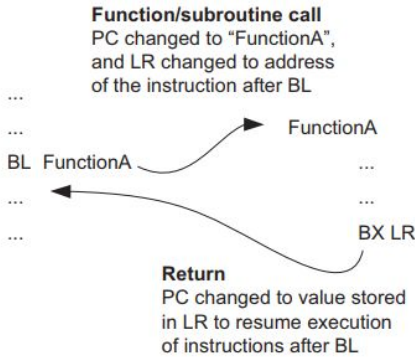 Function/subroutine call
PC changed to “FunctionA”,
and LR changed to address
of the instruction after BL
...
...
BL FunctionA
...
...
FunctionA
...
...
BX LR
Return
PC changed to value stored
in LR to resume execution
of instructions after BL